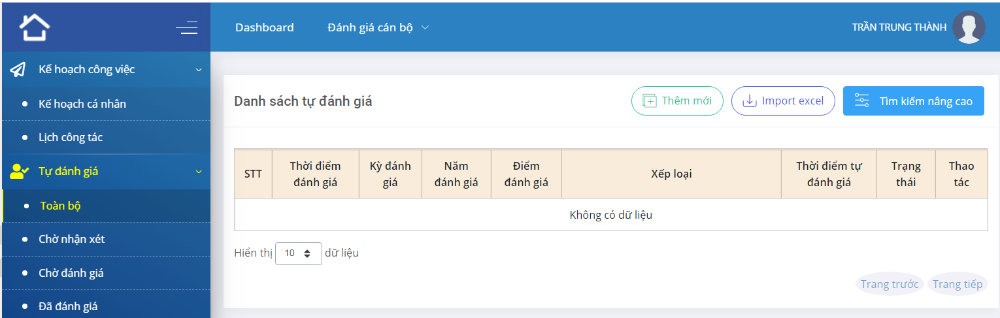 Dashboard
Đánh giá cán bộ
TRẦN TRUNG THÀNH
Kế hoạch công việc
Kế hoạch cá nhân
Lịch công tác
Tự đánh giá
Toàn bộ
Chờ nhận xét
Chờ đánh giá
Đã đánh giá
Danh sách tự đánh giá
Thêm mới
Import excel
Tìm kiếm nâng cao
STT
Thời điểm
đánh giá
Kỳ đánh
giá
Năm
đánh giá
Điểm
đánh giá
Xếp loại
Thời điểm tự
đánh giá
Trạng
thái
Thao
tác
Không có dữ liệu
Hiển thị 10 dữ liệu
Trang trước
Trang tiếp